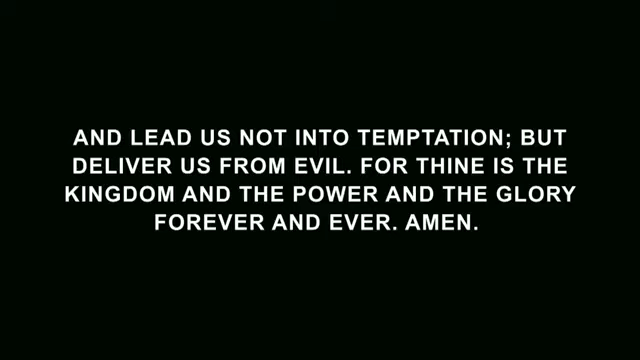 AND LEAD US NOT INTO TEMPTATION; BUT
DELIVER US FROM EVIL. FOR THINE IS THE
KINGDOM AND THE POWER AND THE GLORY
FOREVER AND EVER. AMEN.